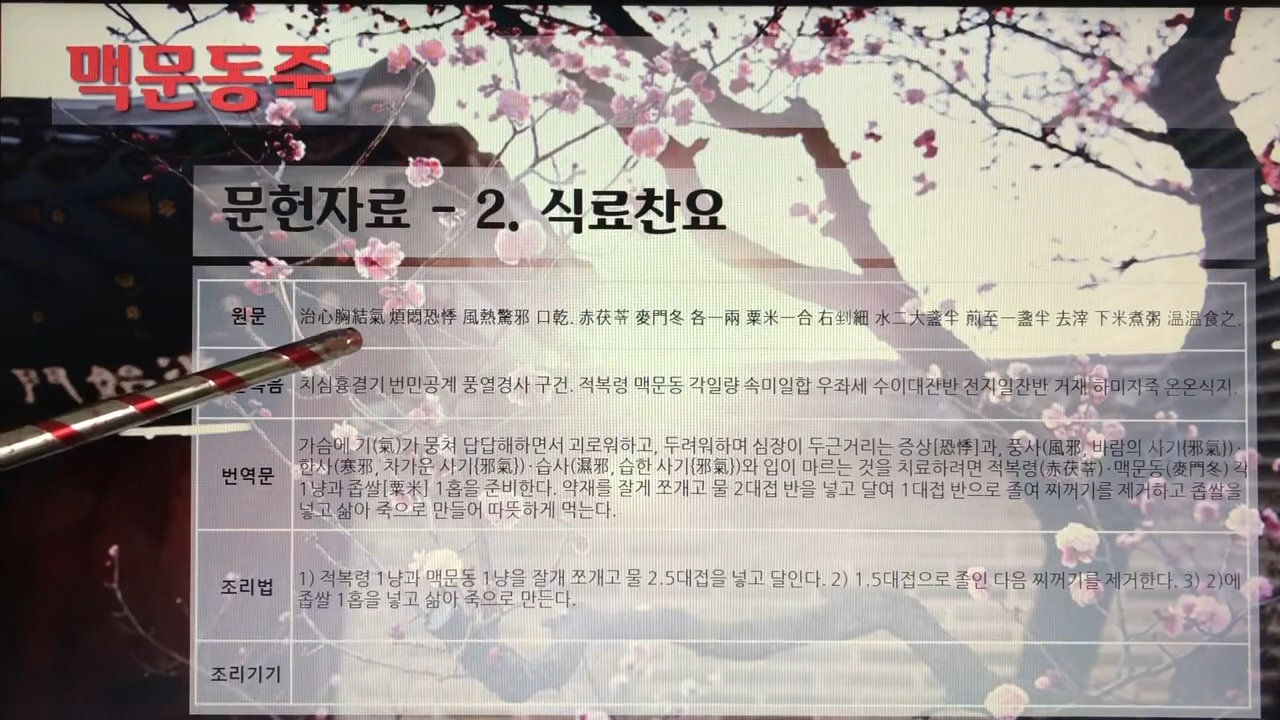 맥문동죽
문헌자료 - 2. 식료찬요
원문
治心胸結氣 煩悶恐悸 風熱驚邪 口乾. 赤茯苓 麥門冬 各一兩 粟米一合 右剉細 水二大盞半 煎至一盞半 去滓 下米煮粥 温温食之.
치심흉결기 번민공계 풍열경사 구건. 적복령 맥문동 각일량 속미일합 우좌세 수이대잔반 전지일잔반 거재 하미자죽 온온식지.
번역문
가슴에 기(氣)가 뭉쳐 답답해하면서 괴로워하고, 두려워하며 심장이 두근거리는 증상[恐悸]과, 풍사(風邪, 바람의 사기{邪氣})·
한사(寒邪, 차가운 사기{邪氣})·습사(濕邪, 습한 사기{邪氣})와 입이 마르는 것을 치료하려면 적복령(赤茯苓)·맥문동(麥門冬) 각
1냥과 좁쌀[粟米] 1홉을 준비한다. 약재를 잘게 쪼개고 물 2대접 반을 넣고 달여 1대접 반으로 졸여 찌꺼기를 제거하고 좁쌀을
넣고 삶아 죽으로 만들어 따뜻하게 먹는다.
조리법
1) 적복령 1냥과 맥문동 1냥을 잘게 쪼개고 물 2.5대접을 넣고 달인다. 2) 1.5대접으로 졸인 다음 찌꺼기를 제거한다. 3) 2)에
좁쌀 1홉을 넣고 삶아 죽으로 만든다.
조리기기